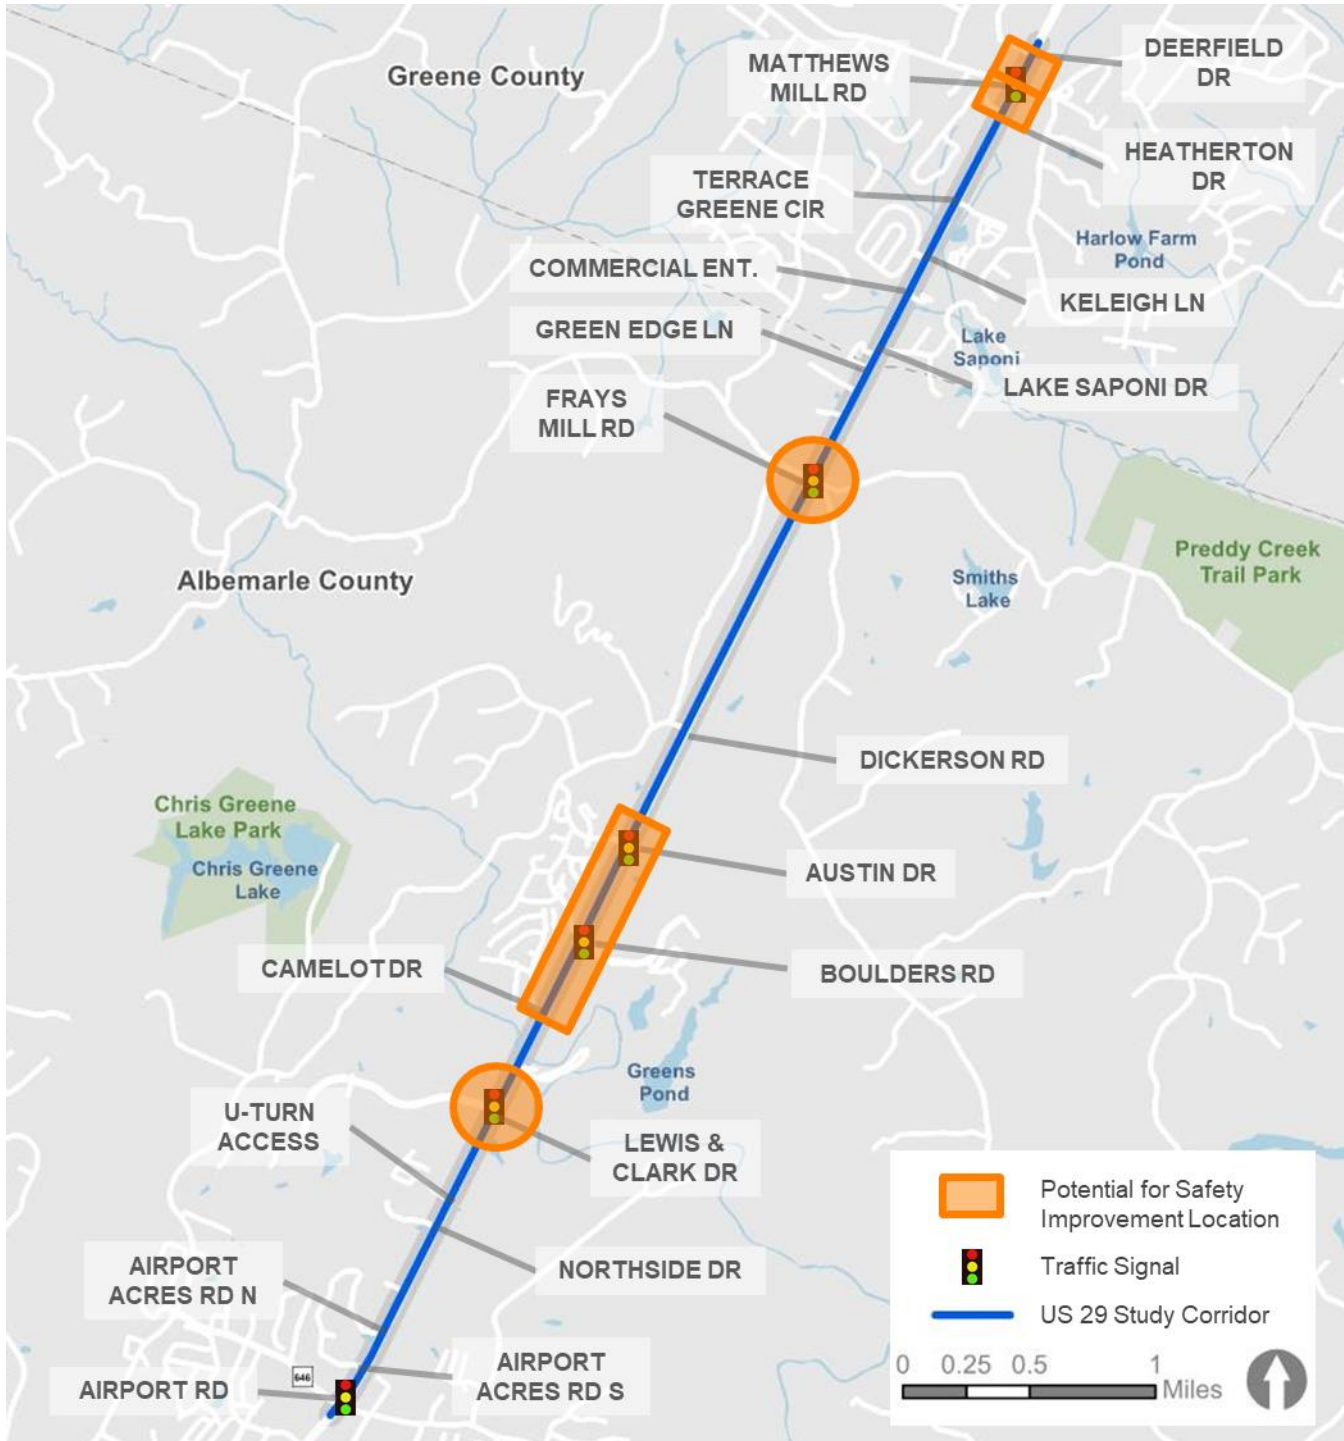 DEERFIELD
DR
MATTHEWS
MILL RD
Greene County
HEATHERTON
DR
TERRACE
GREENE CIR
Harlow Farm
Pond
COMMERCIAL ENT.
KELEIGH LN
GREEN EDGE LN
Lake
Saponi
LAKE SAPONI DR
FRAYS
MILL RD
Preddy Creek
Trail Park
Albemarle County
Smiths
Lake
DICKERSON RD
Chris Greene
Lake Park
Chris Greene
Lake
AUSTIN DR
CAMELOT DR
BOULDERS RD
Greens
Pond
U-TURN
ACCESS
LEWIS &
CLARK DR
NORTHSIDE DR
AIRPORT
ACRES RD N
AIRPORT
ACRES RD S
646
AIRPORT RD
Potential for Safety
Improvement Location
Traffic Signal
US 29 Study Corridor
0 0.25 0.5 1
Miles